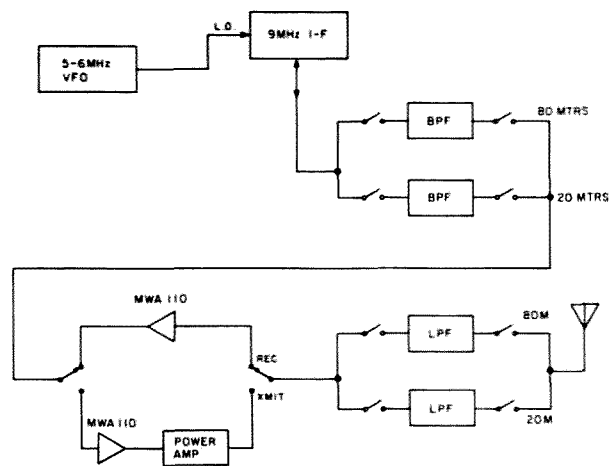 L.O.
9MHz I-F
5-6MHz
VFO
BPF
80 MTRS
BPF
20 MTRS
MWA 110
REC
XMIT
MWA 110
POWER
AMP
LPF
80M
LPF
20M